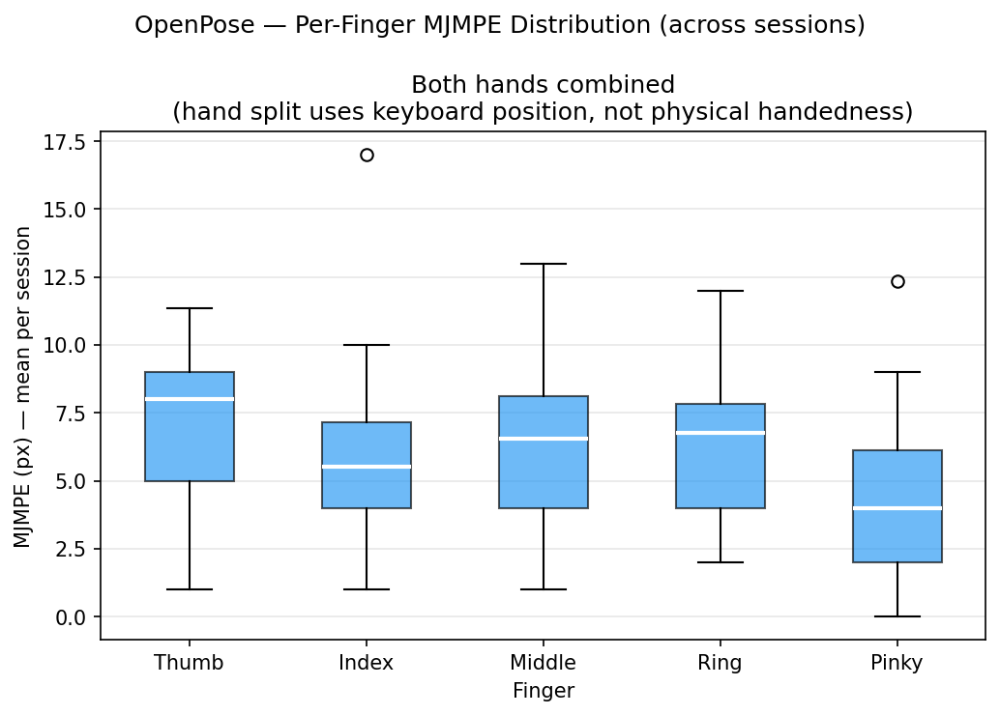 OpenPose — Per-Finger MJMPE Distribution (across sessions)
Both hands combined
(hand split uses keyboard position, not physical handedness)
MJMPE (px) — mean per session
17.5
15.0
12.5
10.0
7.5
5.0
2.5
0.0
Thumb Index Middle Ring Pinky
Finger